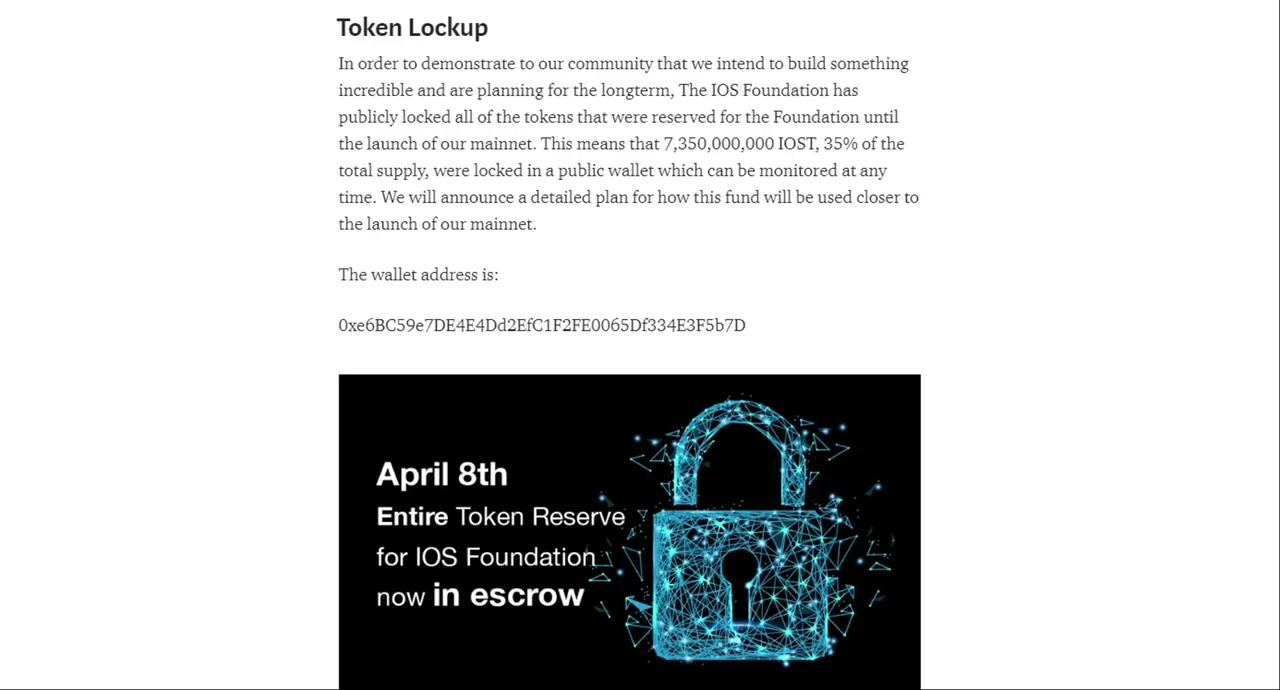 Token Lockup
In order to demonstrate to our community that we intend to build something
incredible and are planning for the longterm, The IOS Foundation has
publicly locked all of the tokens that were reserved for the Foundation until
the launch of our mainnet. This means that 7,350,000,000 IOST, 35% of the
total supply, were locked in a public wallet which can be monitored at any
time. We will announce a detailed plan for how this fund will be used closer to
the launch of our mainnet.
The wallet address is:
0xe6BC59e7DE4E4Dd2EfC1F2FE0065Df334E3F5b7D
April 8th
Entire Token Reserve
for IOS Foundation
now in escrow